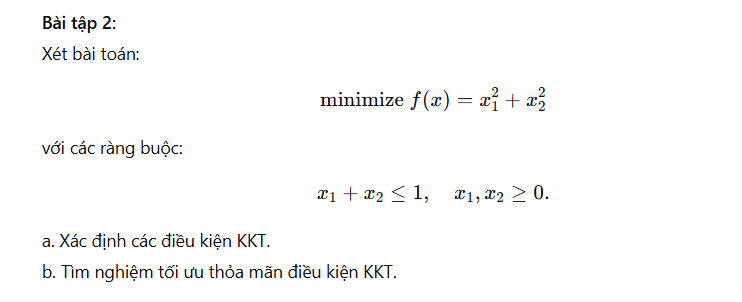 Bài tập 2:
Xét bài toán:
minimize f(x) = x₁² + x₂²
với các ràng buộc:
x₁ + x₂ ≤ 1, x₁, x₂ ≥ 0.
a. Xác định các điều kiện KKT.
b. Tìm nghiệm tối ưu thỏa mãn điều kiện KKT.